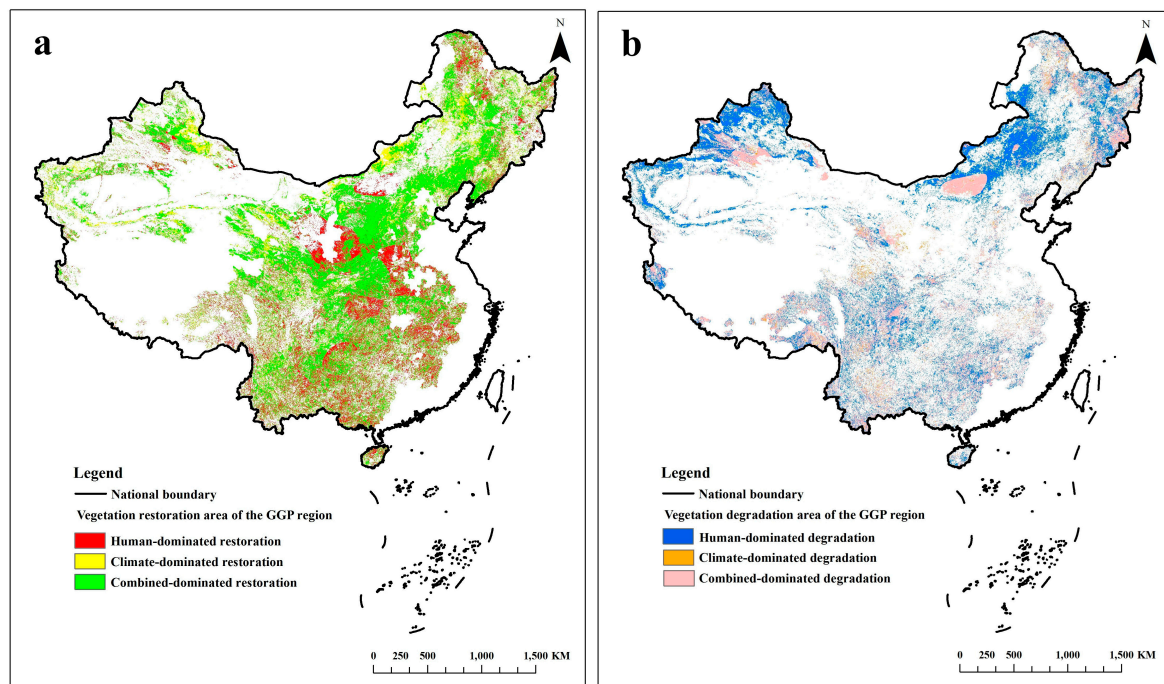 a
N
Legend
National boundary
Vegetation restoration area of the GGP region
Human-dominated restoration
Climate-dominated restoration
Combined-dominated restoration
0 250 500 1,000 1,500 KM
b
N
Legend
National boundary
Vegetation degradation area of the GGP region
Human-dominated degradation
Climate-dominated degradation
Combined-dominated degradation
0 250 500 1,000 1,500 KM